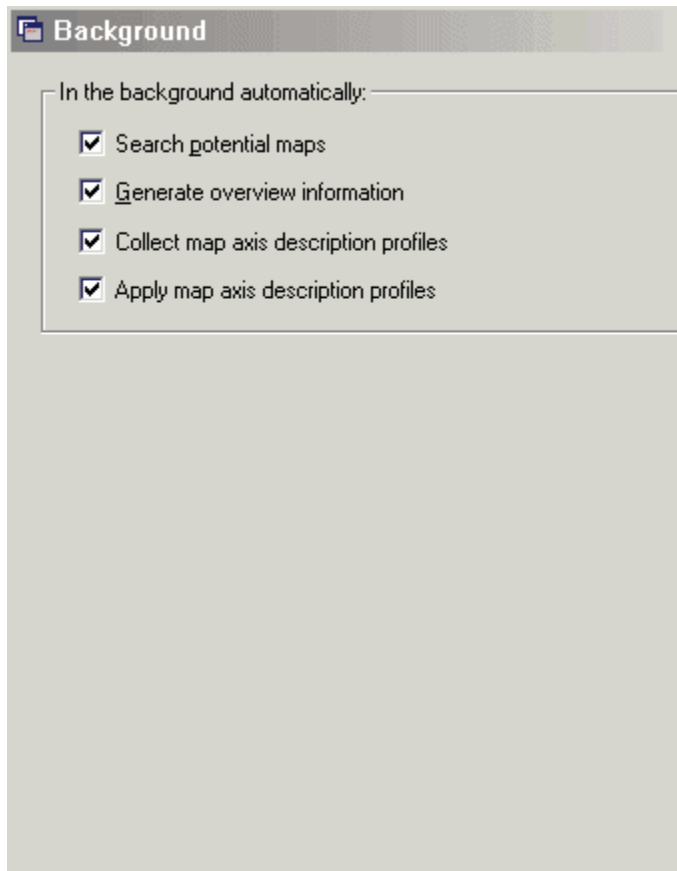 Background
In the background automatically:
Search potential maps
Generate overview information
Collect map axis description profiles
Apply map axis description profiles